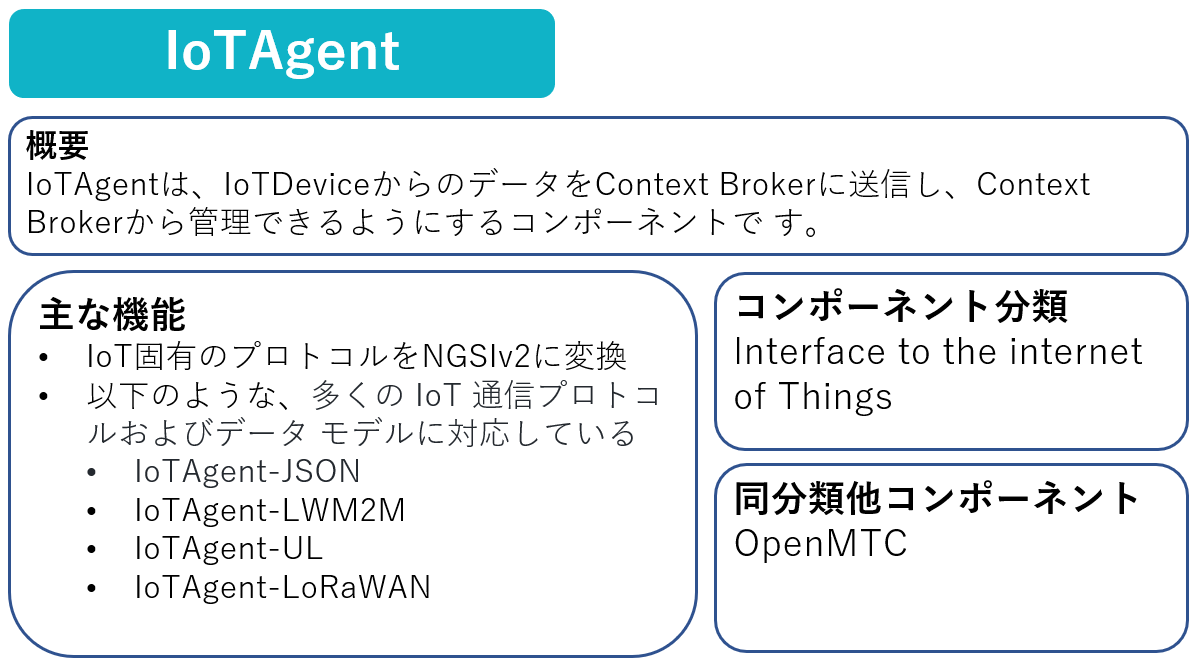 IoTAgent
概要
IoTAgentは、IoTDeviceからのデータをContext Brokerに送信し、Context
Brokerから管理できるようにするコンポーネントで す。
主な機能
• IoT固有のプロトコルをNGSIv2に変換
• 以下のような、多くの IoT 通信プロトコ
ルおよびデータ モデルに対応している
• IoTAgent-JSON
• IoTAgent-LWM2M
• IoTAgent-UL
• IoTAgent-LoRaWAN
コンポーネント分類
Interface to the internet
of Things
同分類他コンポーネント
OpenMTC